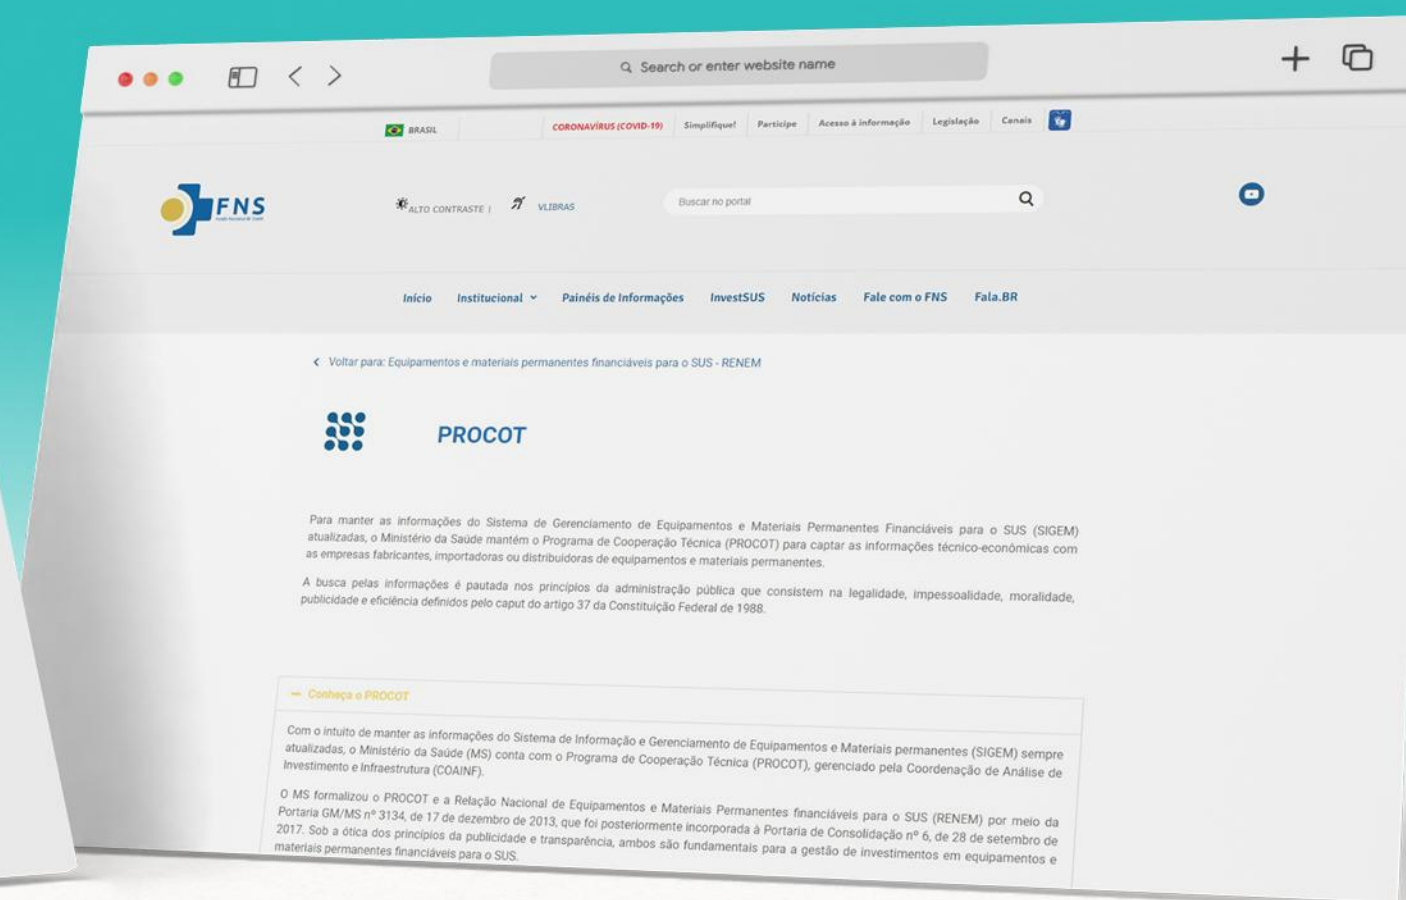 Search or enter website name
BRASIL CORONAVÍRUS (COVID-19) Simplifique! Participe Acesso à informação Legislação Canais
FNS
ALTO CONTRASTE | VLIBRAS Buscar no portal
Início Institucional Painéis de Informações InvestSUS Notícias Fale com o FNS Fala.BR
Voltar para: Equipamentos e materiais permanentes financiáveis para o SUS - RENEM
PROCOT
Para manter as informações do Sistema de Gerenciamento de Equipamentos e Materiais Permanentes Financiáveis para o SUS (SIGEM)
atualizadas, o Ministério da Saúde mantém o Programa de Cooperação Técnica (PROCOT) para captar as informações técnico-econômicas com
as empresas fabricantes, importadoras ou distribuidoras de equipamentos e materiais permanentes.
A busca pelas informações é pautada nos princípios da administração pública que consistem na legalidade, impessoalidade, moralidade,
publicidade e eficiência definidos pelo caput do artigo 37 da Constituição Federal de 1988.
Conheça o PROCOT
Com o intuito de manter as informações do Sistema de Informação e Gerenciamento de Equipamentos e Materiais permanentes (SIGEM) sempre
atualizadas, o Ministério da Saúde (MS) conta com o Programa de Cooperação Técnica (PROCOT), gerenciado pela Coordenação de Análise de
Investimento e Infraestrutura (COAINF).
O MS formalizou o PROCOT e a Relação Nacional de Equipamentos e Materiais Permanentes financiáveis para o SUS (RENEM) por meio da
Portaria GM/MS nº 3134, de 17 de dezembro de 2013, que foi posteriormente incorporada à Portaria de Consolidação nº 6, de 28 de setembro de
2017. Sob a ótica dos princípios da publicidade e transparência, ambos são fundamentais para a gestão de investimentos em equipamentos e
materiais permanentes financiáveis para o SUS.